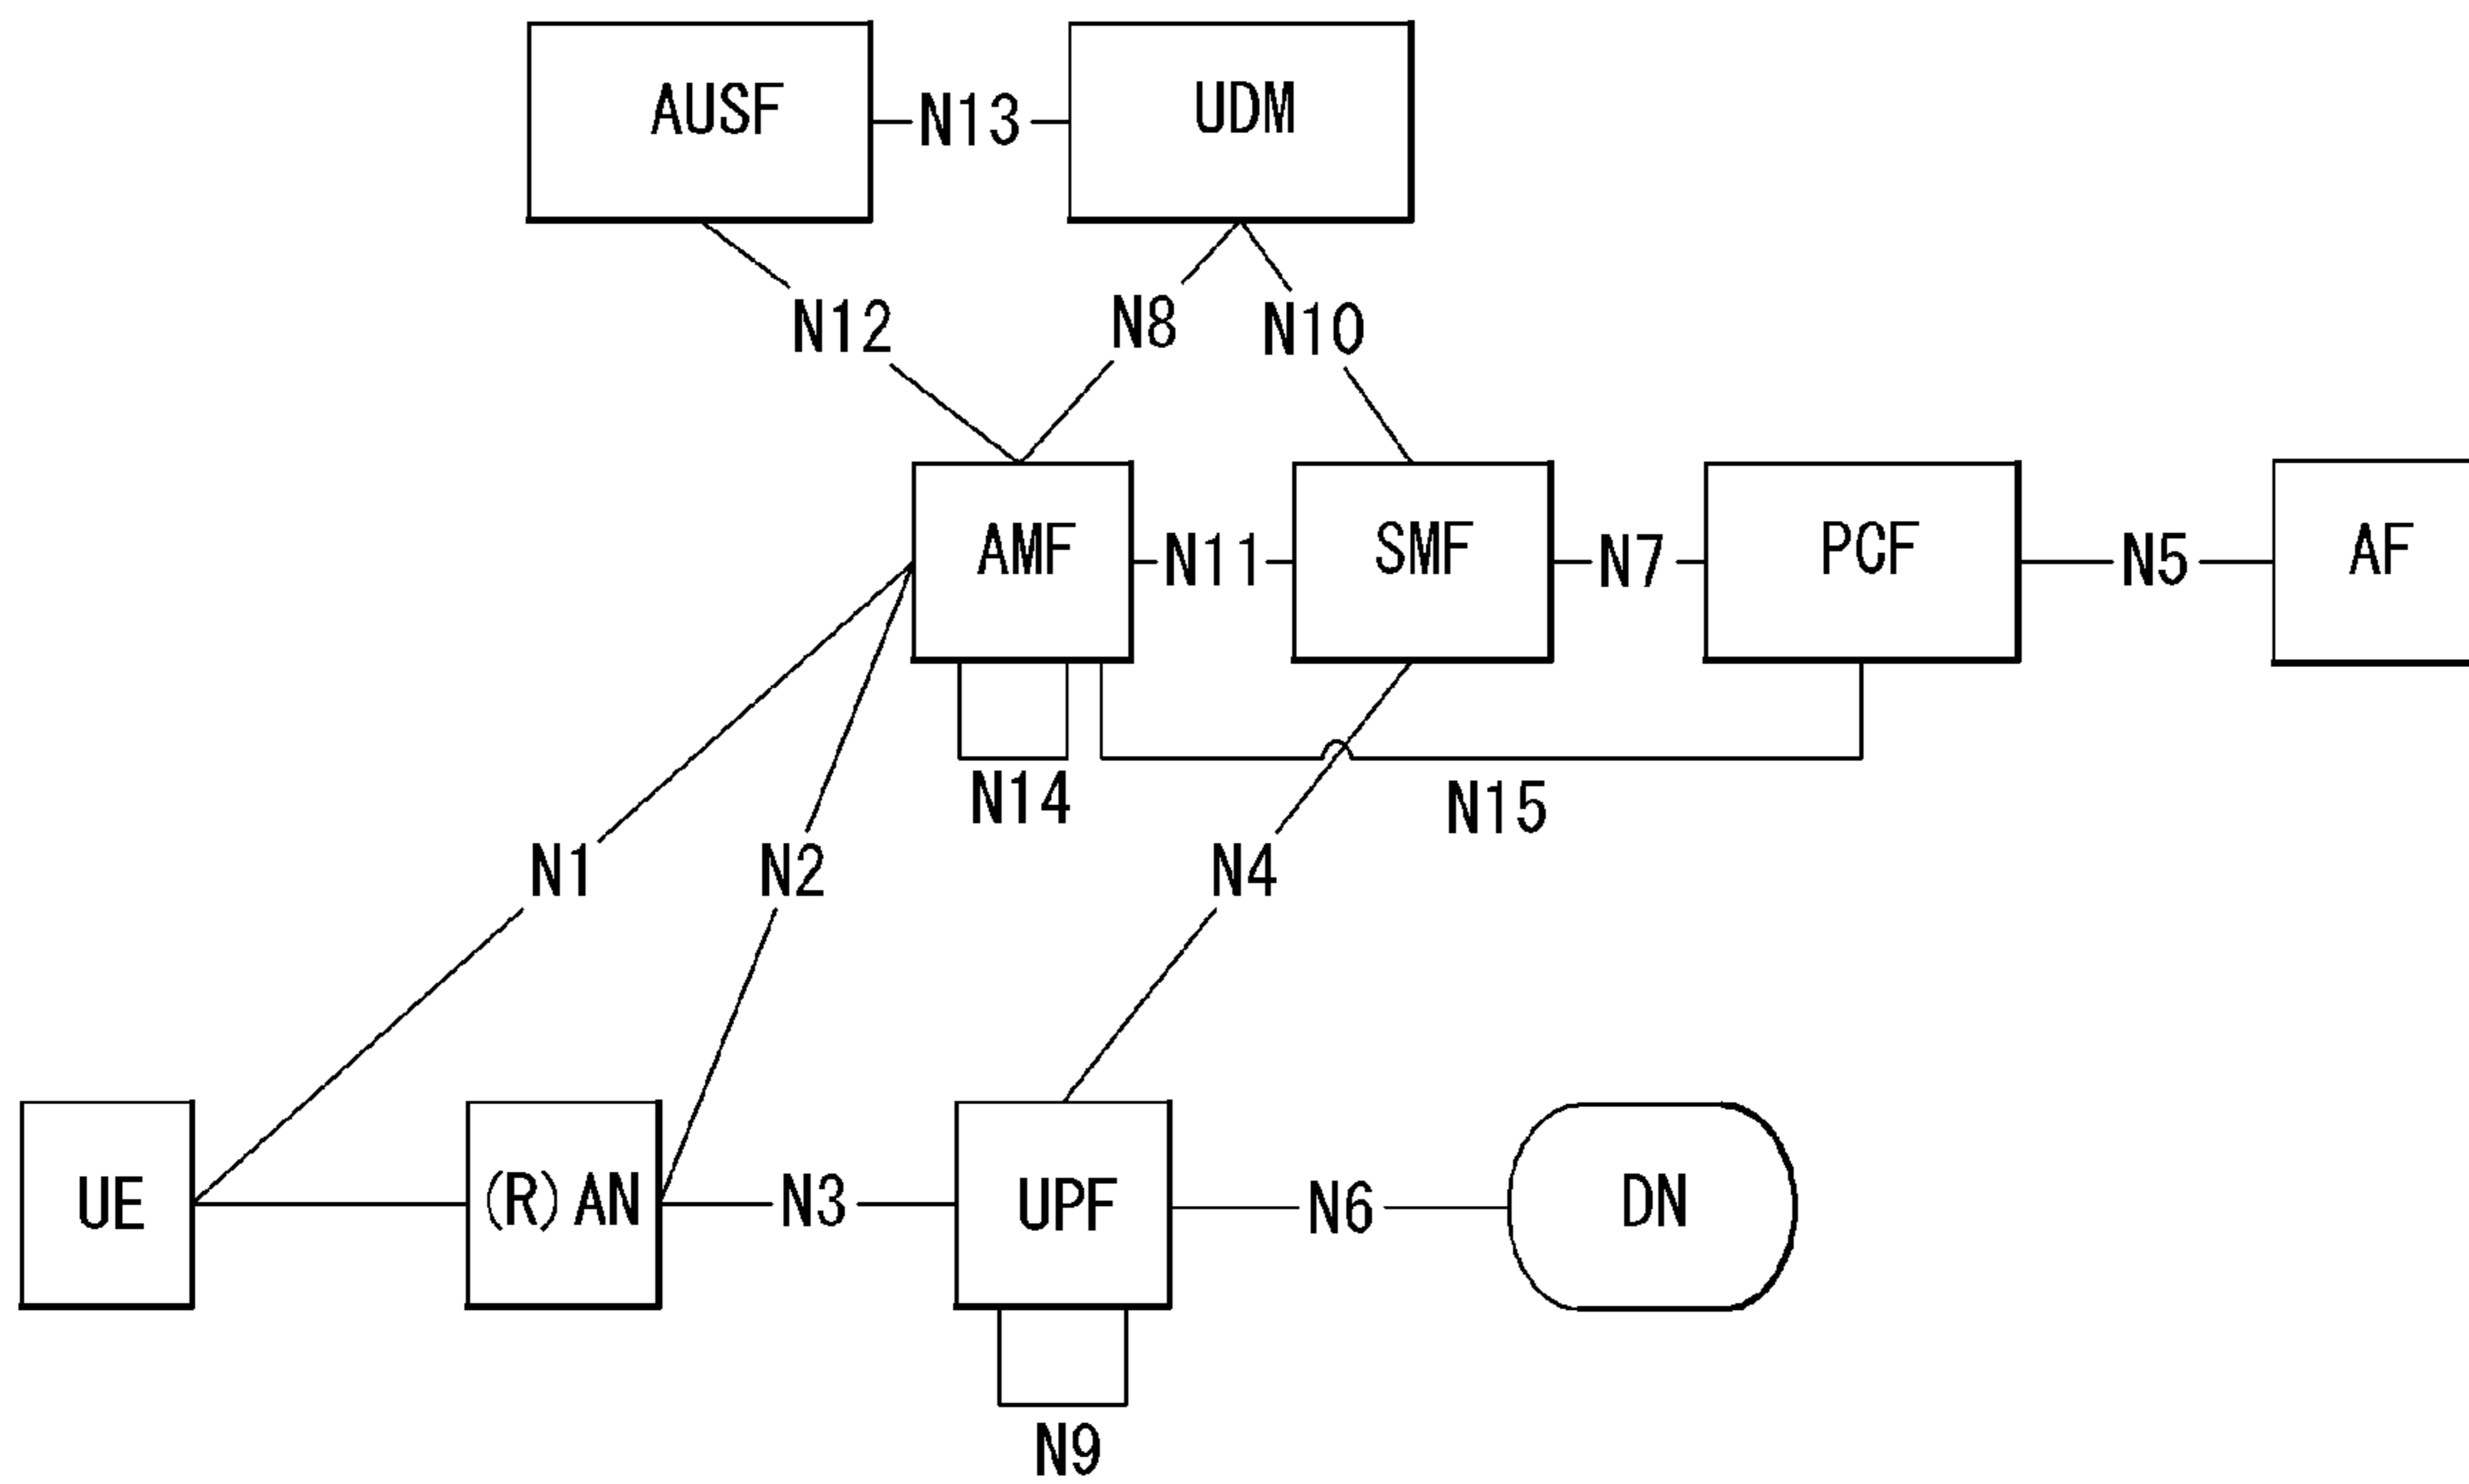 AUSF
N13
UDM
N12
N8
N10
AMF
N11
SMF
N7
PCF
N5
AF
N14
N15
N1
N2
N4
UE
(R) AN
N3
UPF
N6
DN
N9